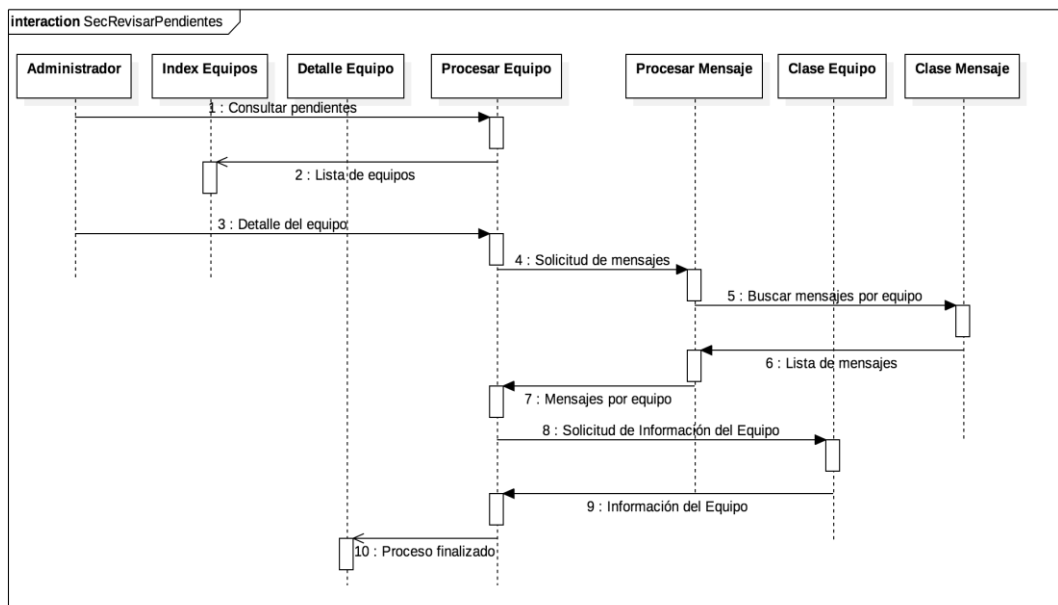 interaction SecRevisarPendientes
Administrador
Index Equipos
Detalle Equipo
Procesar Equipo
Procesar Mensaje
Clase Equipo
Clase Mensaje
1 : Consultar pendientes
2 : Lista de equipos
3 : Detalle del equipo
4 : Solicitud de mensajes
5 : Buscar mensajes por equipo
6 : Lista de mensajes
7 : Mensajes por equipo
8 : Solicitud de Información del Equipo
9 : Información del Equipo
10 : Proceso finalizado